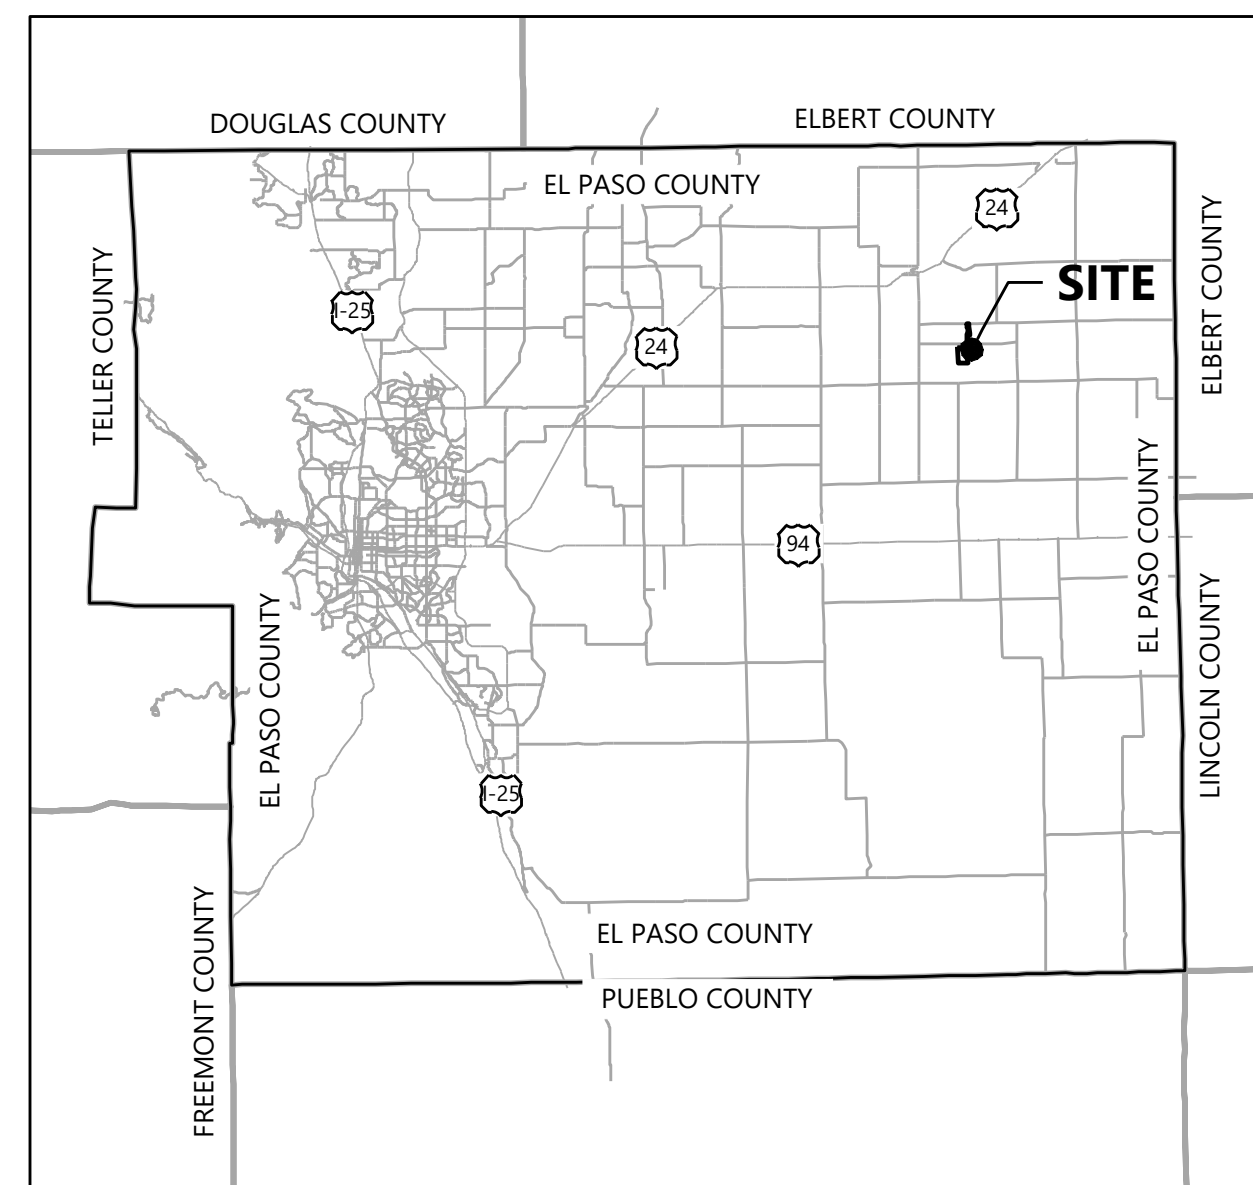 DOUGLAS COUNTY
ELBERT COUNTY
EL PASO COUNTY
24
ELBERT COUNTY
TELLER COUNTY
SITE
I-25
24
EL PASO COUNTY
94
LINCOLN COUNTY
EL PASO COUNTY
I-25
FREEMONT COUNTY
EL PASO COUNTY
PUEBLO COUNTY